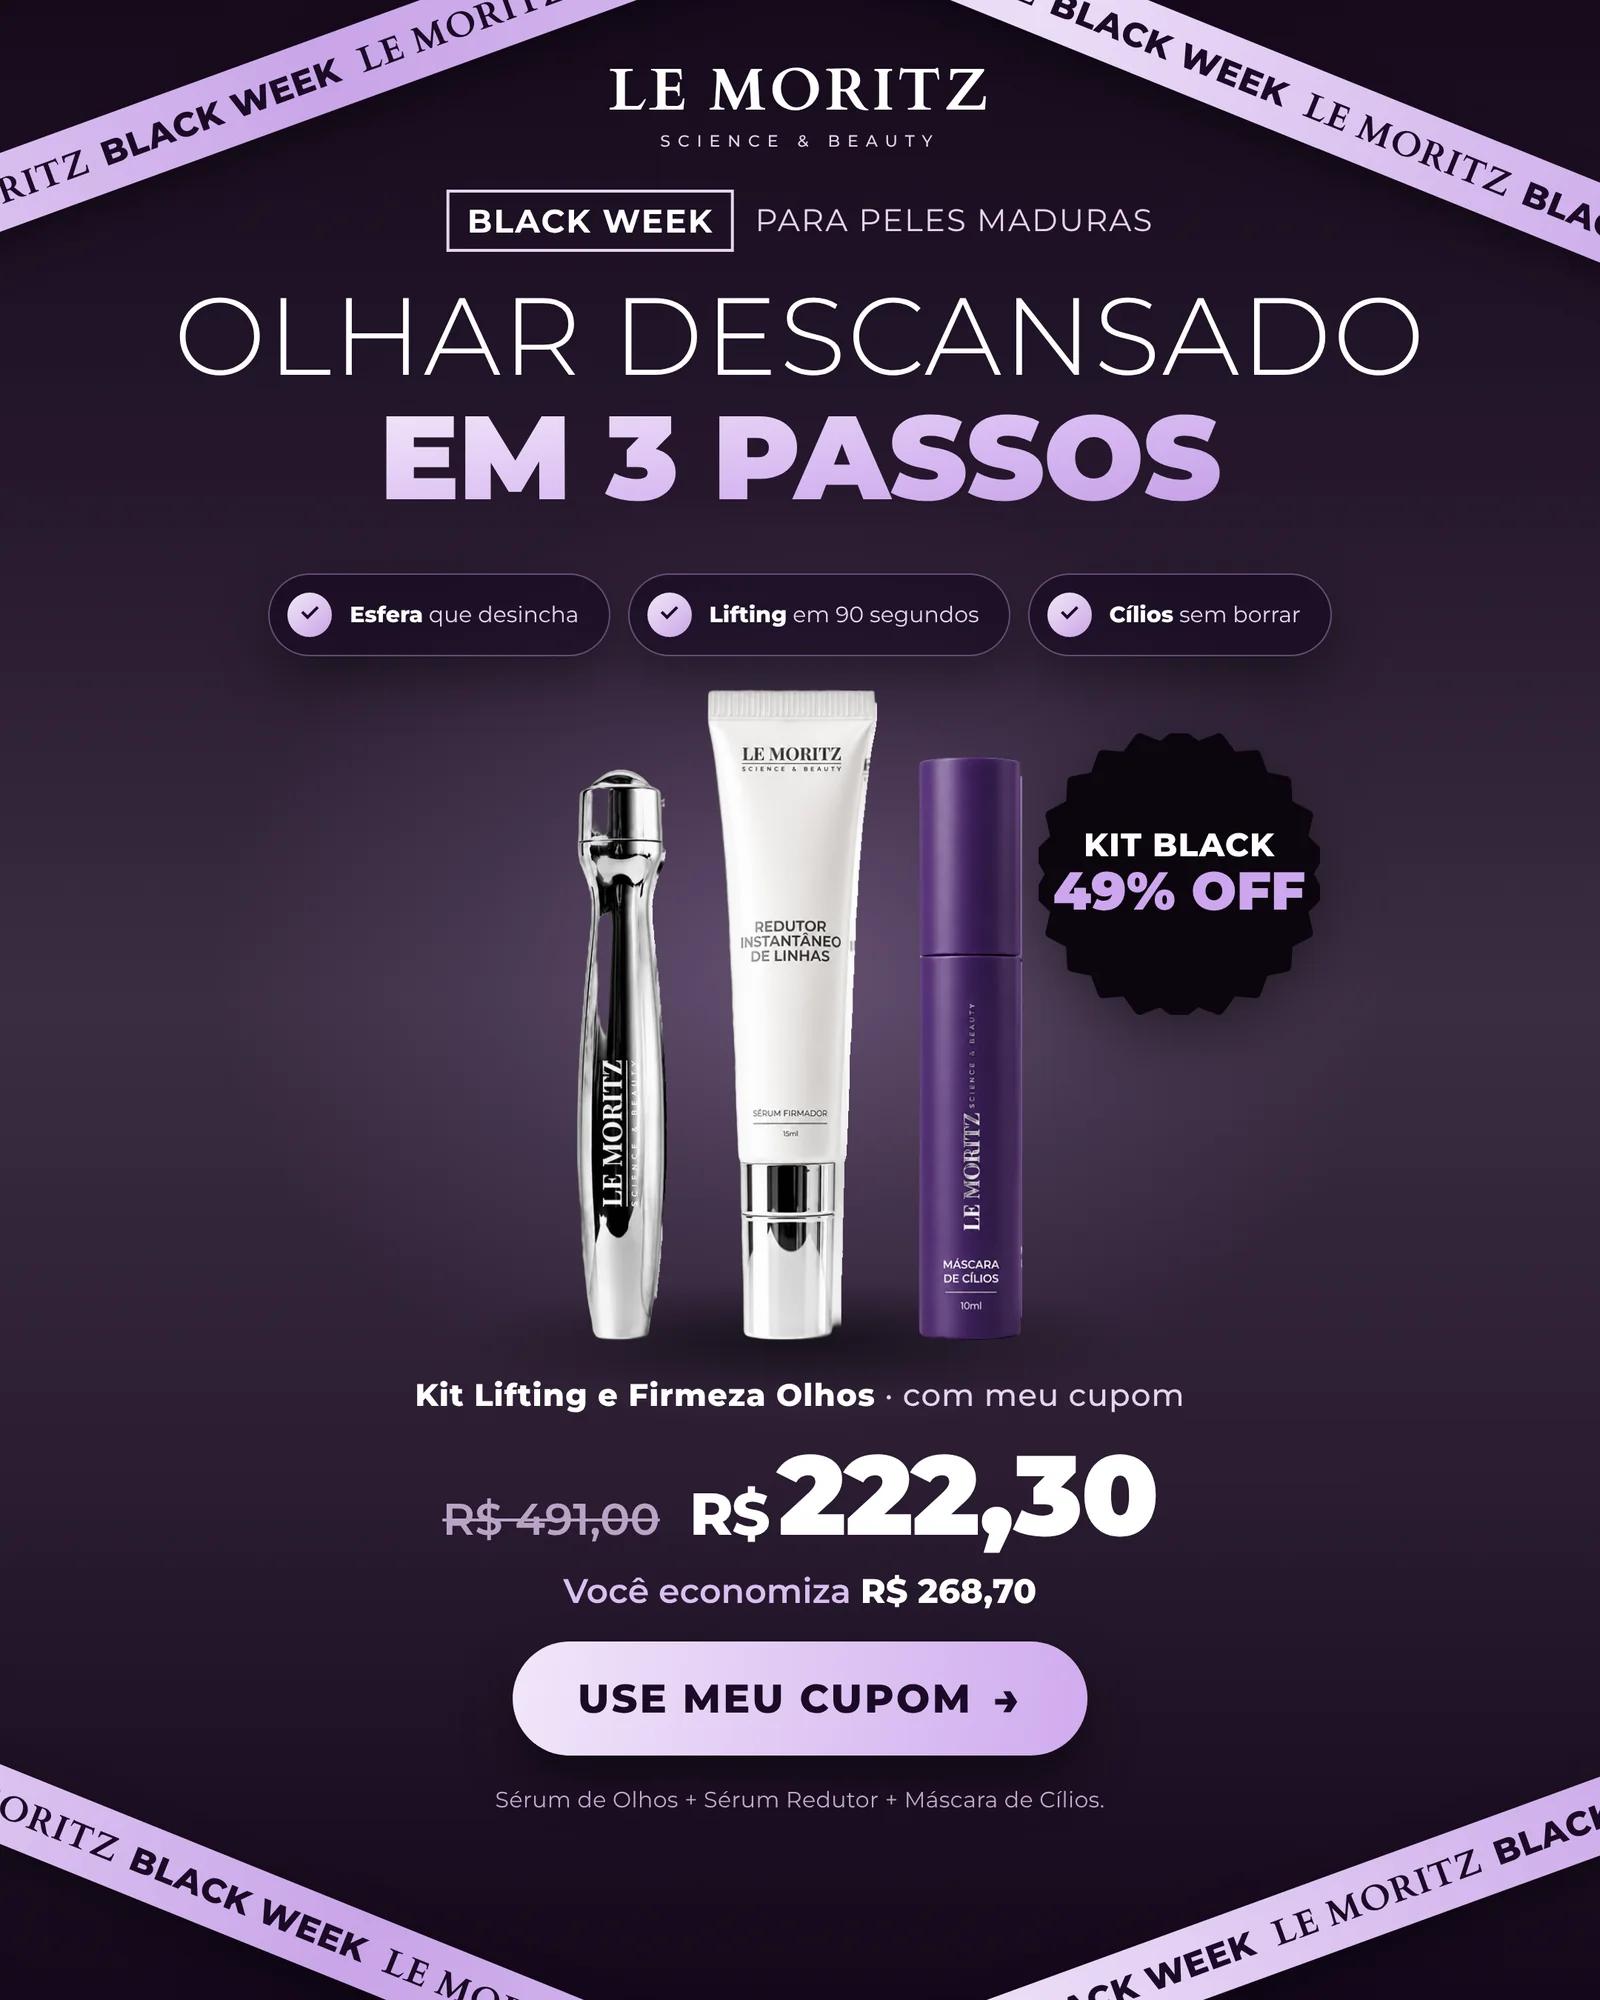 BLACK WEEK LE MORITZ
RITZ
BLACK WEEK LE MORITZ
LE MORITZ
SCIENCE & BEAUTY
BLACK WEEK PARA PELES MADURAS
OLHAR DESCANSADO
EM 3 PASSOS
Esfera que desincha
Lifting em 90 segundos
Cílios sem borrar
LE MORITZ
SCIENCE & BEAUTY
REDUTOR
INSTANTÂNEO
DE LINHAS
SÉRUM FIRMADOR
15ml
LE MORITZ
SCIENCE & BEAUTY
LE MORITZ
SCIENCE & BEAUTY
MÁSCARA
DE CÍLIOS
10ml
KIT BLACK
49% OFF
Kit Lifting e Firmeza Olhos · com meu cupom
R$ 491,00 R$ 222,30
Você economiza R$ 268,70
USE MEU CUPOM →
Sérum de Olhos + Sérum Redutor + Máscara de Cílios.
ORITZ BLACK WEEK LE MO
ACK WEEK LE MORITZ BLACK